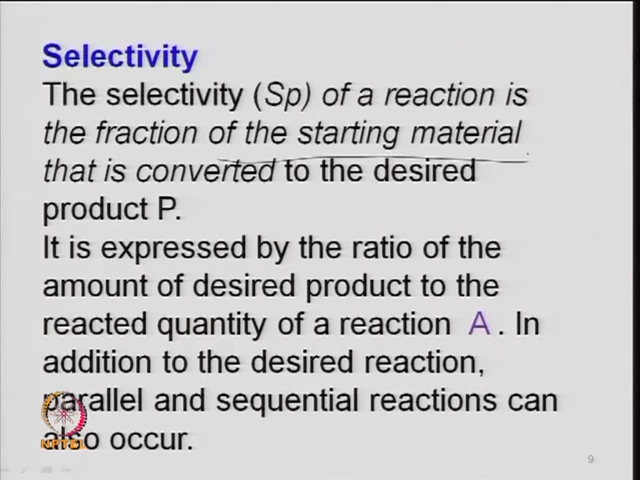 Selectivity
The selectivity (Sp) of a reaction is
the fraction of the starting material
that is converted to the desired
product P.
It is expressed by the ratio of the
amount of desired product to the
reacted quantity of a reaction A . In
addition to the desired reaction,
parallel and sequential reactions can
also occur.
NPTEL
9